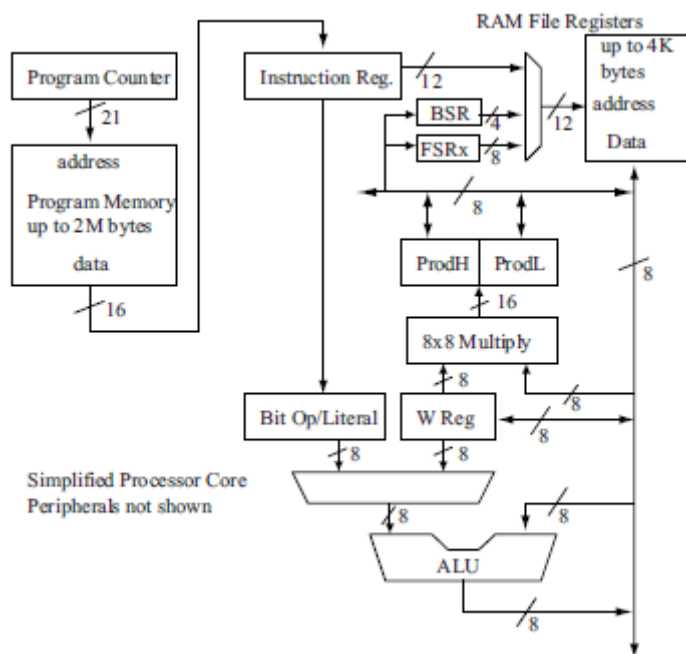 RAM File Registers
Program Counter
21
address
Program Memory
up to 2M bytes
data
16
Instruction Reg.
12
BSR
4
FSRx
8
12
up to 4K
bytes
address
Data
8
ProdH
ProdL
8
16
8x8 Multiply
8
8
Bit Op/Literal
W Reg
8
8
8
Simplified Processor Core
Peripherals not shown
8
8
ALU
8